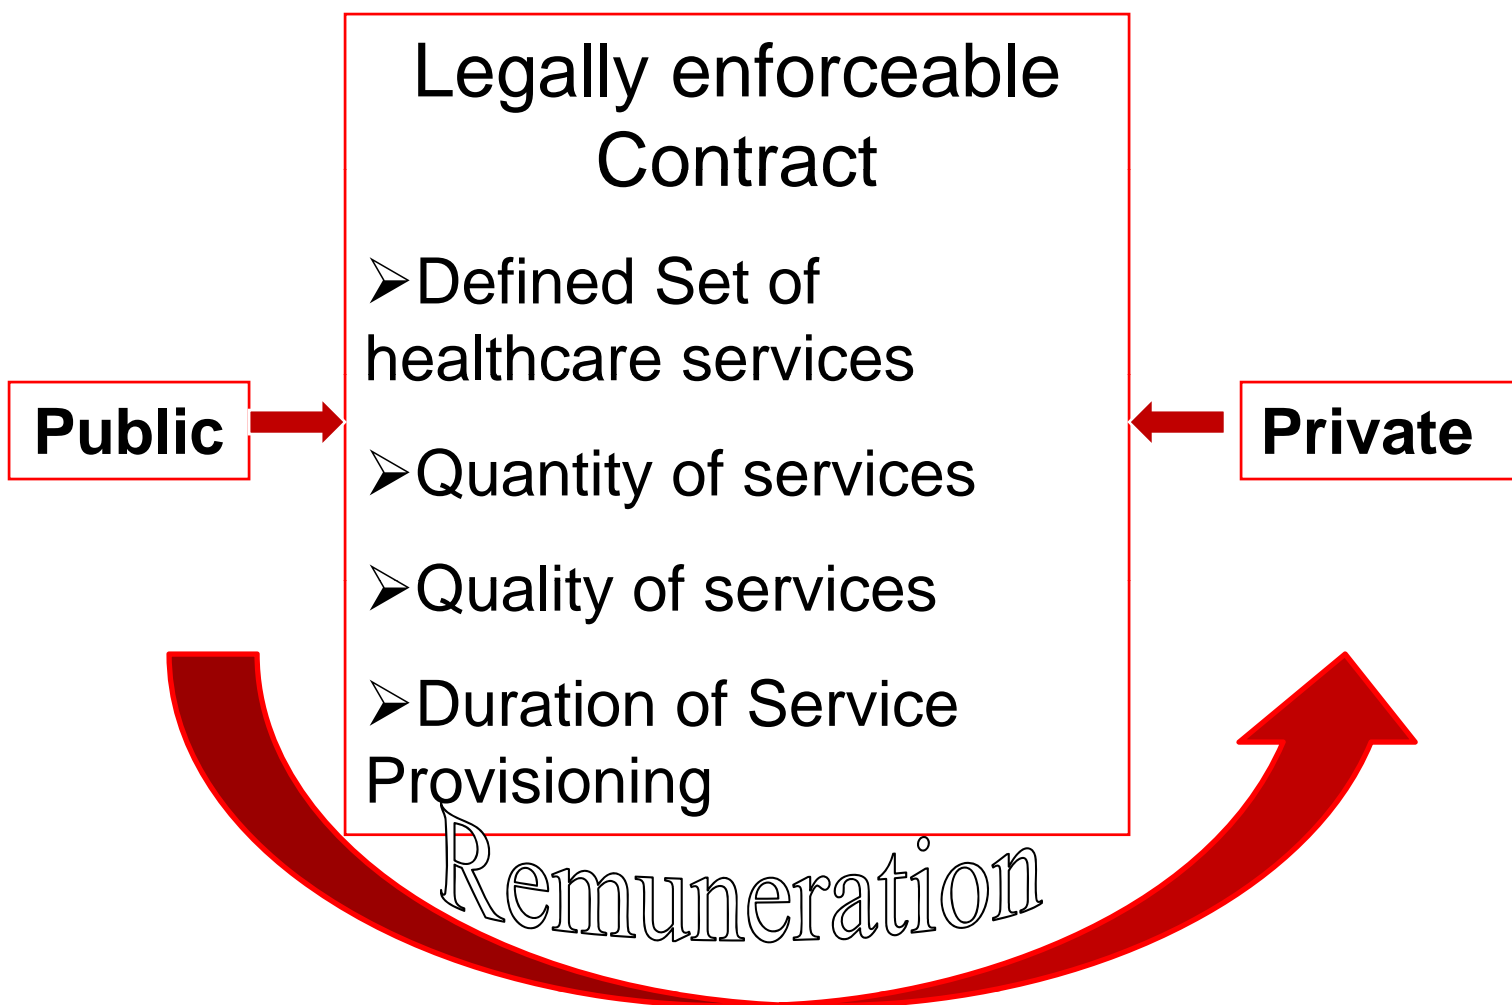 Legally enforceable
Contract
➢Defined Set of
healthcare services
Public
Private
➢Quantity of services
➢Quality of services
➢Duration of Service
Provisioning
Remuneration